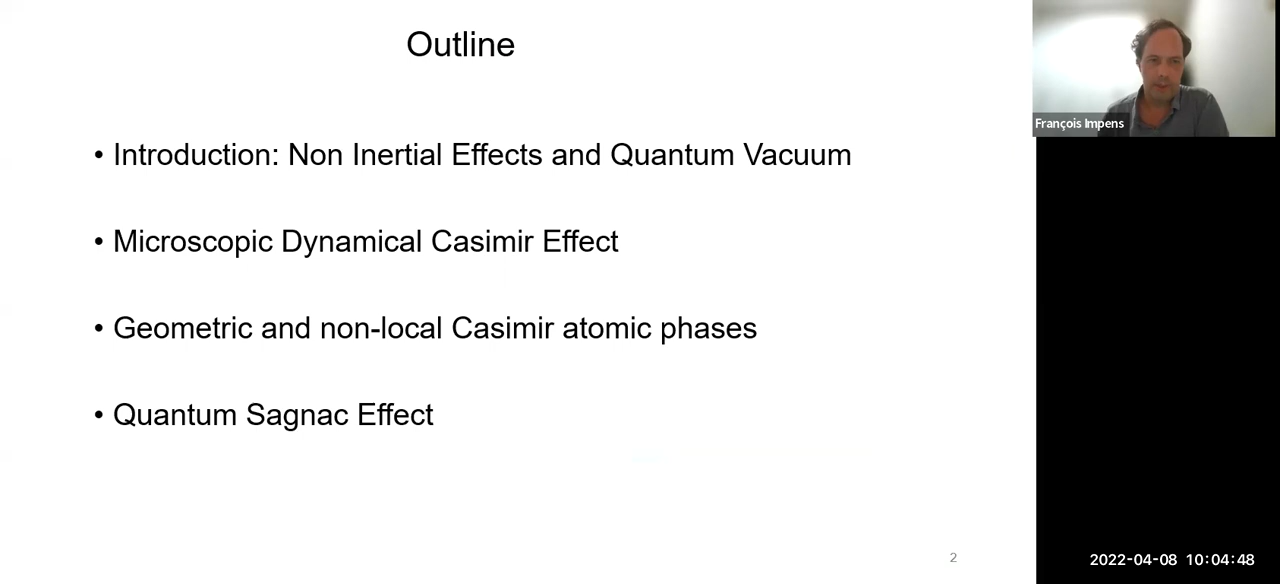 Outline
• Introduction: Non Inertial Effects and Quantum Vacuum
• Microscopic Dynamical Casimir Effect
• Geometric and non-local Casimir atomic phases
• Quantum Sagnac Effect
2
François Impens
2022-04-08 10:04:48